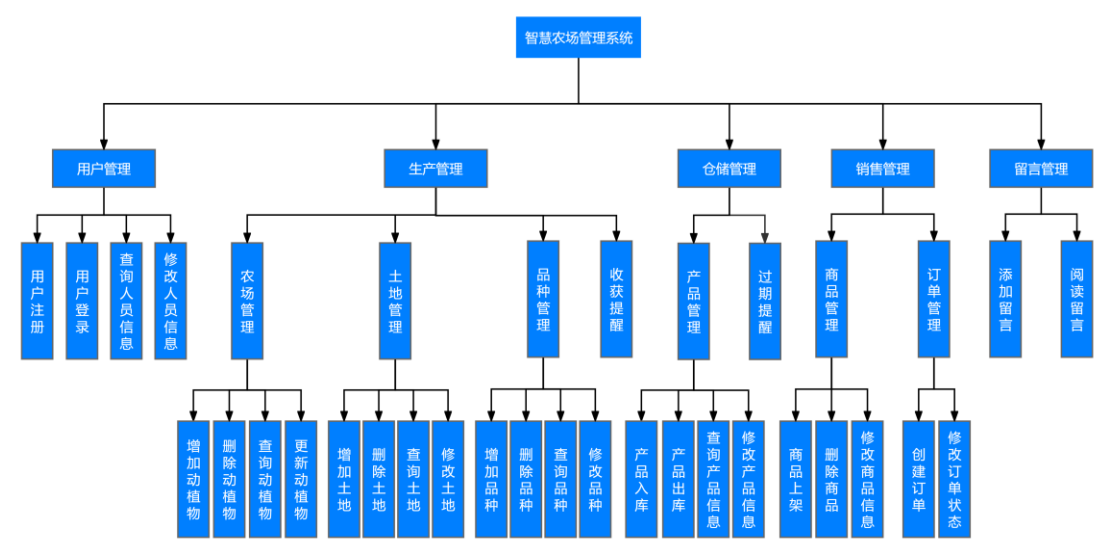 智慧农场管理系统
用户管理
生产管理
仓储管理
销售管理
留言管理
用户注册
用户登录
查询人员信息
修改人员信息
农场管理
土地管理
品种管理
收获提醒
产品管理
过期提醒
商品管理
订单管理
添加留言
阅读留言
增加动植物
删除动植物
查询动植物
更新动植物
增加土地
删除土地
查询土地
修改土地
增加品种
删除品种
查询品种
修改品种
产品入库
产品出库
查询产品信息
修改产品信息
商品上架
删除商品
修改商品信息
创建订单
修改订单状态